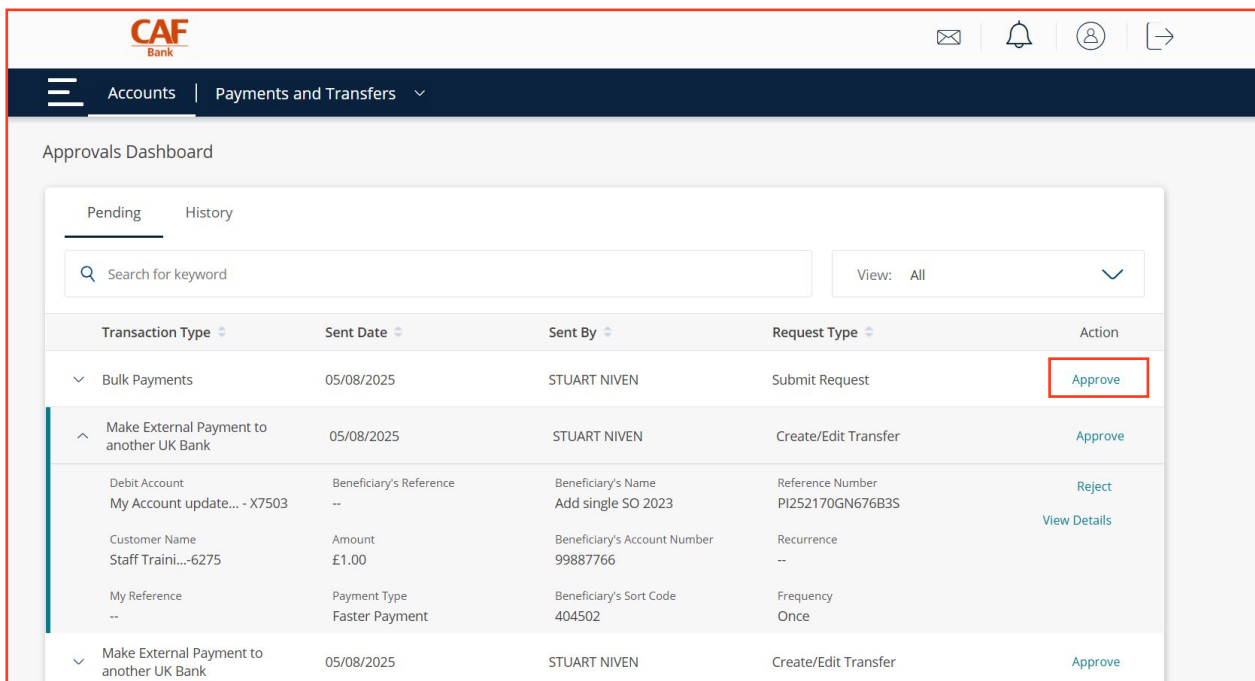 CAF
Bank
Accounts | Payments and Transfers
Approvals Dashboard
Pending History
Search for keyword View: All
Transaction Type Sent Date Sent By Request Type Action
Bulk Payments 05/08/2025 STUART NIVEN Submit Request Approve
Make External Payment to
another UK Bank 05/08/2025 STUART NIVEN Create/Edit Transfer Approve
Debit Account Beneficiary's Reference Beneficiary's Name Reference Number Reject
My Account update... - X7503 -- Add single SO 2023 PI252170GN676B3S
View Details
Customer Name Amount Beneficiary's Account Number Recurrence
Staff Traini...-6275 £1.00 99887766 --
My Reference Payment Type Beneficiary's Sort Code Frequency
-- Faster Payment 404502 Once
Make External Payment to
another UK Bank 05/08/2025 STUART NIVEN Create/Edit Transfer Approve